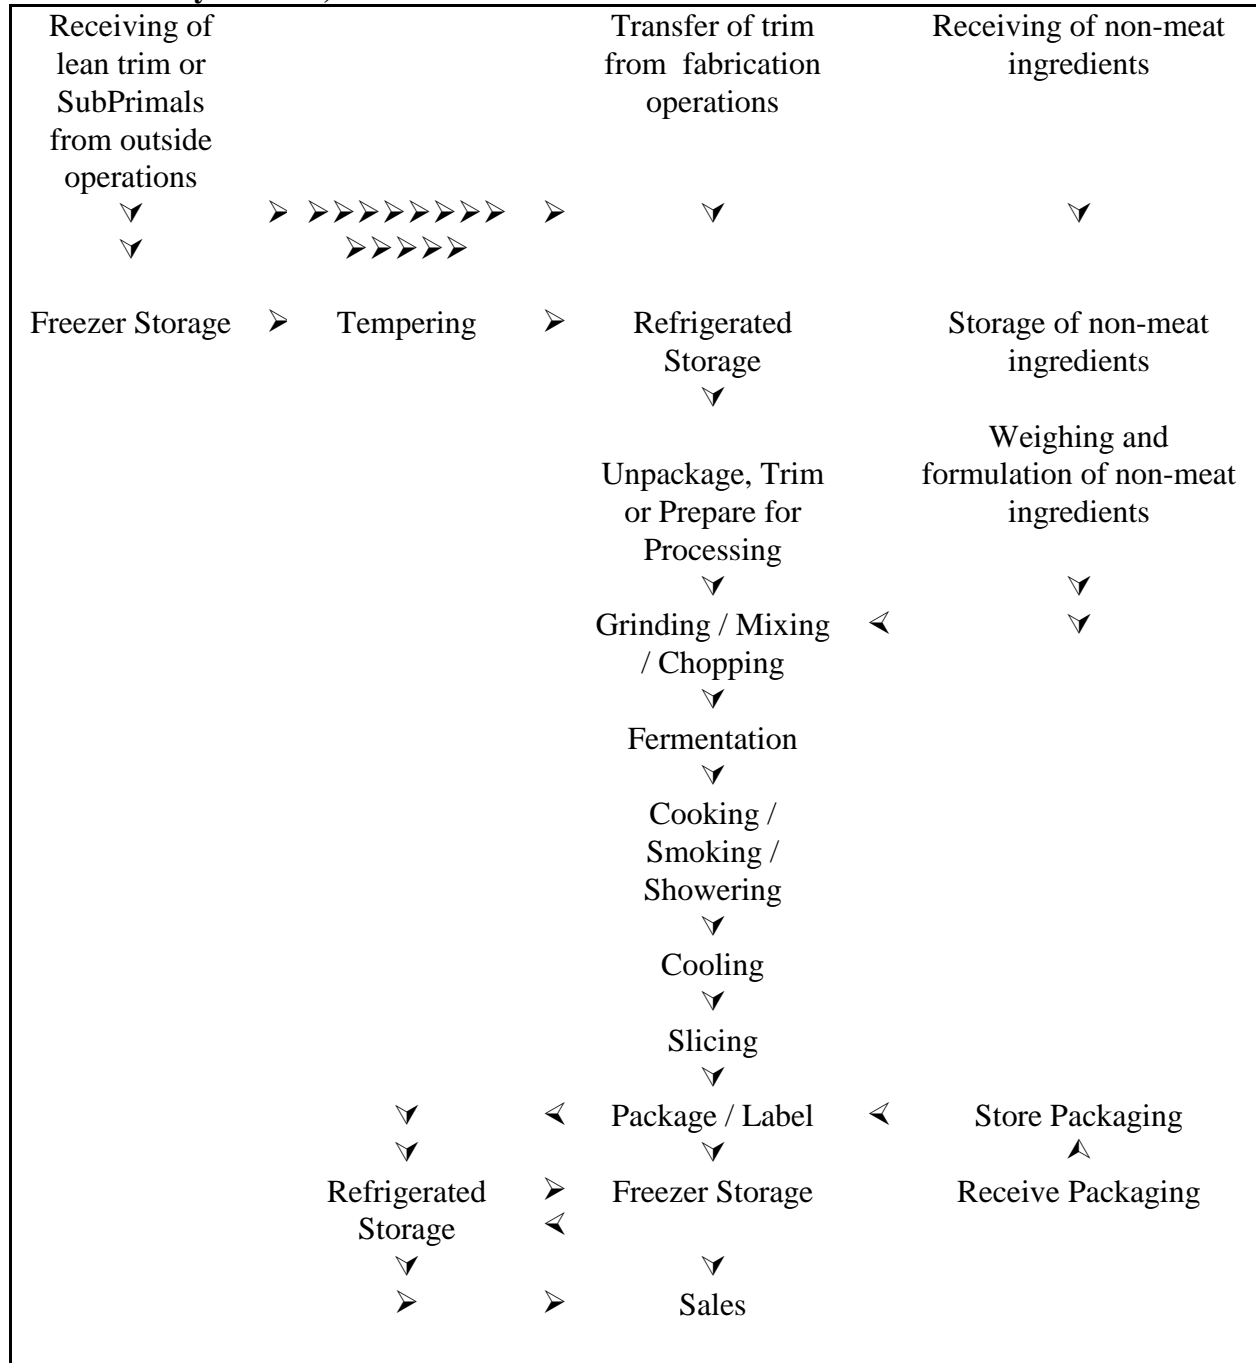 Receiving of
lean trim or
SubPrimals
from outside
operations
Transfer of trim
from fabrication
operations
Receiving of non-meat
ingredients
Freezer Storage
Tempering
Refrigerated
Storage
Storage of non-meat
ingredients
Unpackage, Trim
or Prepare for
Processing
Weighing and
formulation of non-meat
ingredients
Grinding / Mixing
/ Chopping
Fermentation
Cooking /
Smoking /
Showering
Cooling
Slicing
Package / Label
Store Packaging
Refrigerated
Storage
Freezer Storage
Receive Packaging
Sales